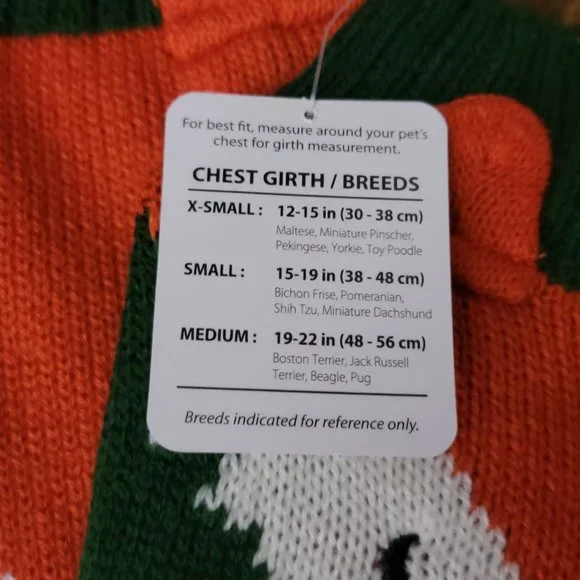 For best fit, measure around your pet's
chest for girth measurement.
CHEST GIRTH / BREEDS
X-SMALL : 12-15 in (30 - 38 cm)
Maltese, Miniature Pinscher,
Pekingese, Yorkie, Toy Poodle
SMALL : 15-19 in (38 - 48 cm)
Bichon Frise, Pomeranian,
Shih Tzu, Miniature Dachshund
MEDIUM : 19-22 in (48 - 56 cm)
Boston Terrier, Jack Russell
Terrier, Beagle, Pug
Breeds indicated for reference only.